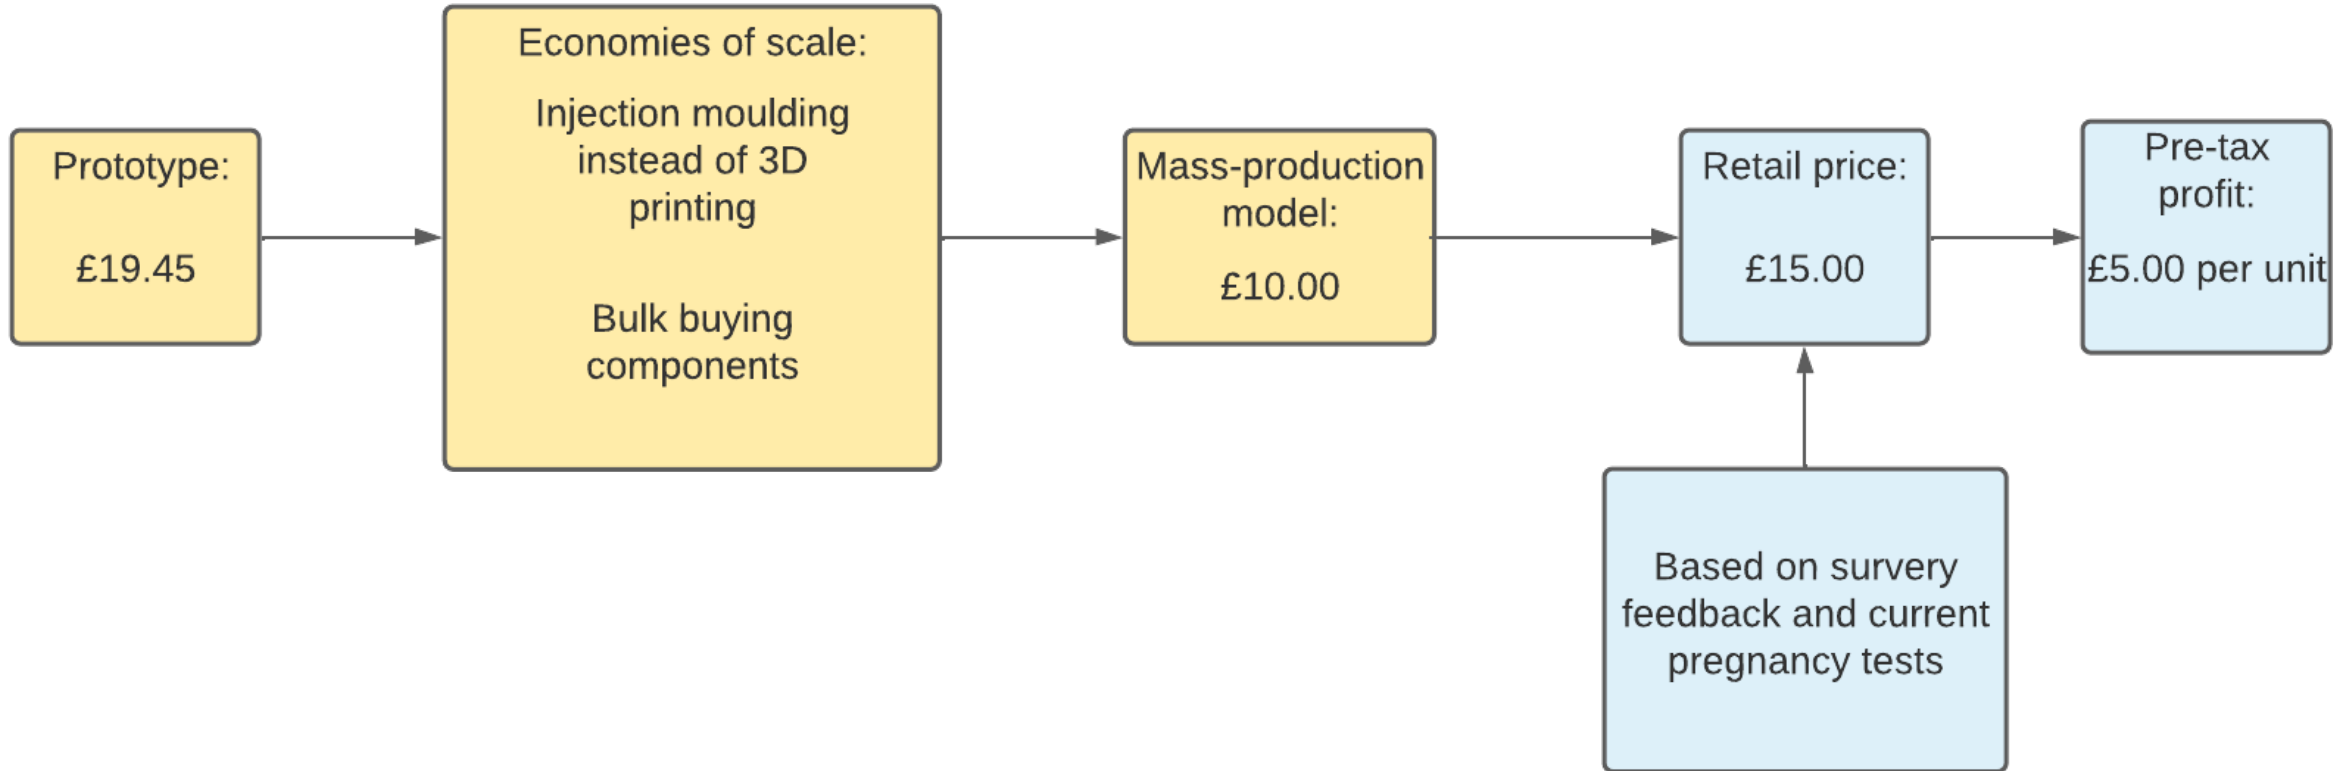 Prototype:
£19.45
Economies of scale:
Injection moulding
instead of 3D
printing
Bulk buying
components
Mass-production
model:
£10.00
Retail price:
£15.00
Pre-tax
profit:
£5.00 per unit
Based on survery
feedback and current
pregnancy tests